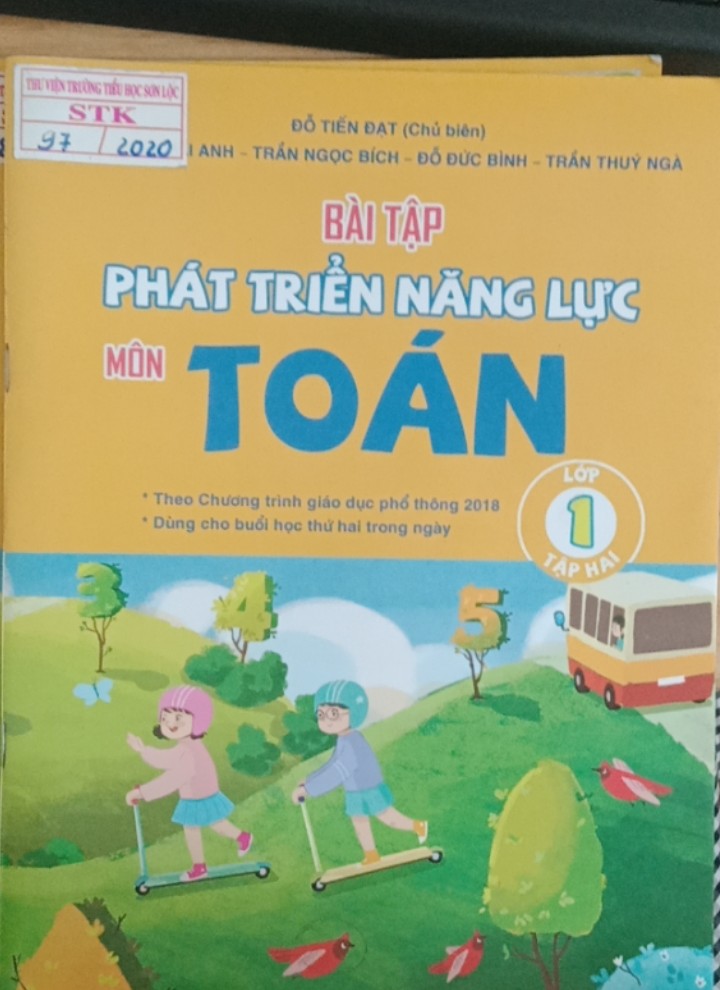 THƯ VIỆN TRƯỜNG TIỂU HỌC SƠN LỘC
STK
97 / 2020
ĐỖ TIẾN ĐẠT (Chủ biên)
ANH – TRẦN NGỌC BÍCH – ĐỖ ĐỨC BÌNH – TRẦN THUÝ NGÀ
BÀI TẬP
PHÁT TRIỂN NĂNG LỰC
MÔN TOÁN
* Theo Chương trình giáo dục phổ thông 2018
* Dùng cho buổi học thứ hai trong ngày
LỚP
1
TẬP HAI
3
4
5